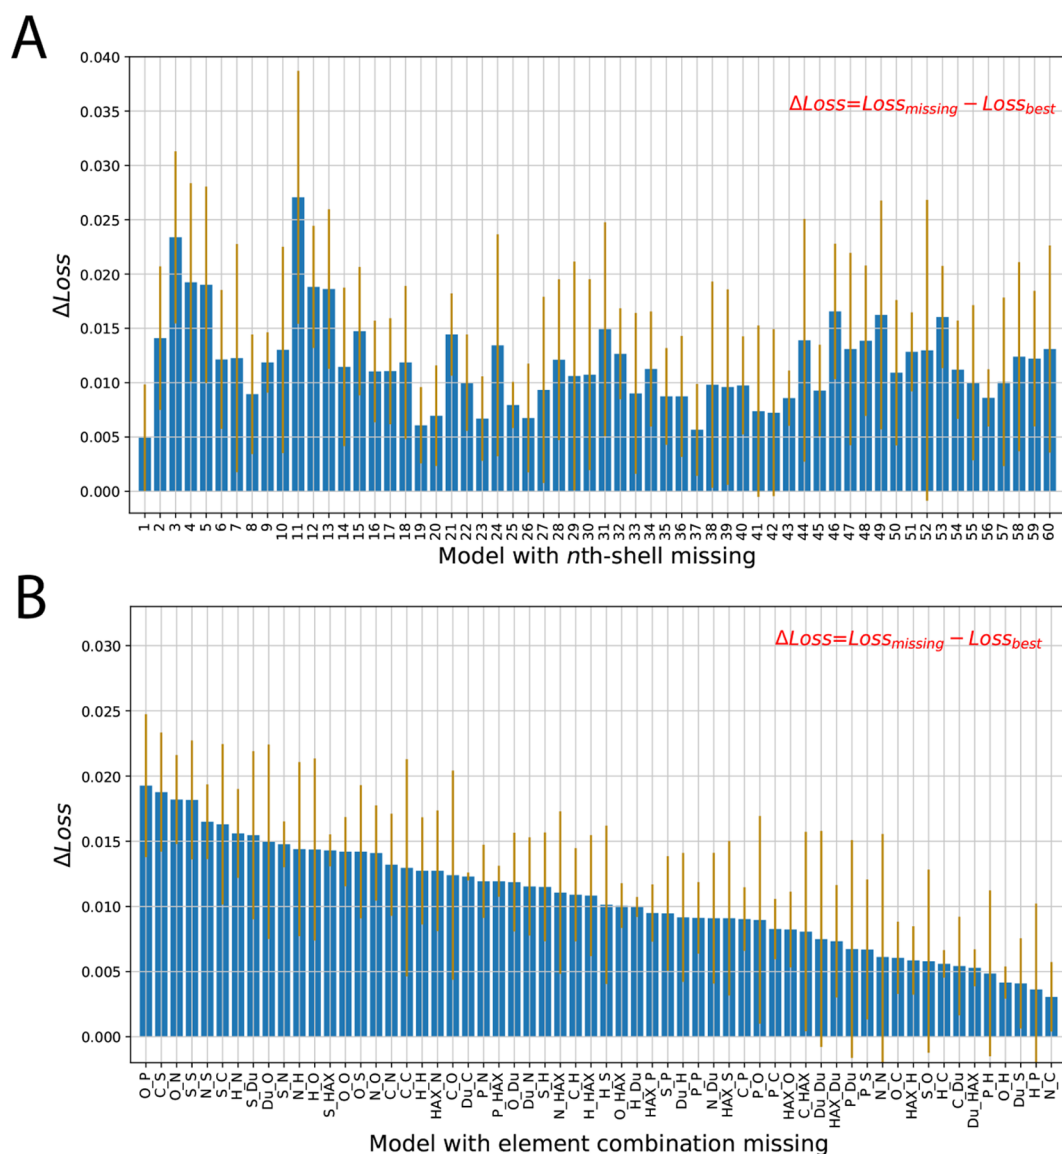 A
0.040
0.035
0.030
0.025
0.020
0.015
0.010
0.005
0.000
ΔLoss
ΔLoss=Loss_missing − Loss_best
1 2 3 4 5 6 7 8 9 10 11 12 13 14 15 16 17 18 19 20 21 22 23 24 25 26 27 28 29 30 31 32 33 34 35 36 37 38 39 40 41 42 43 44 45 46 47 48 49 50 51 52 53 54 55 56 57 58 59 60
Model with nth-shell missing
B
0.030
0.025
0.020
0.015
0.010
0.005
0.000
ΔLoss
ΔLoss=Loss_missing − Loss_best
O_P C_S O_N S_S N_S S_C H_N S_Du Du_O S_N N_H H_O S_HAX O_O O_S N_O C_N C_C H_H HAX_N C_O Du_C P_N P_HAX O_Du Du_N S_H N_HAX C_H H_HAX H_S O_HAX H_Du HAX_P S_P Du_H P_P N_Du HAX_S C_P P_O P_C HAX_O C_HAX Du_Du HAX_Du P_Du P_S N_N O_C HAX_H S_O H_C C_Du Du_HAX P_H O_H Du_S H_P N_C
Model with element combination missing